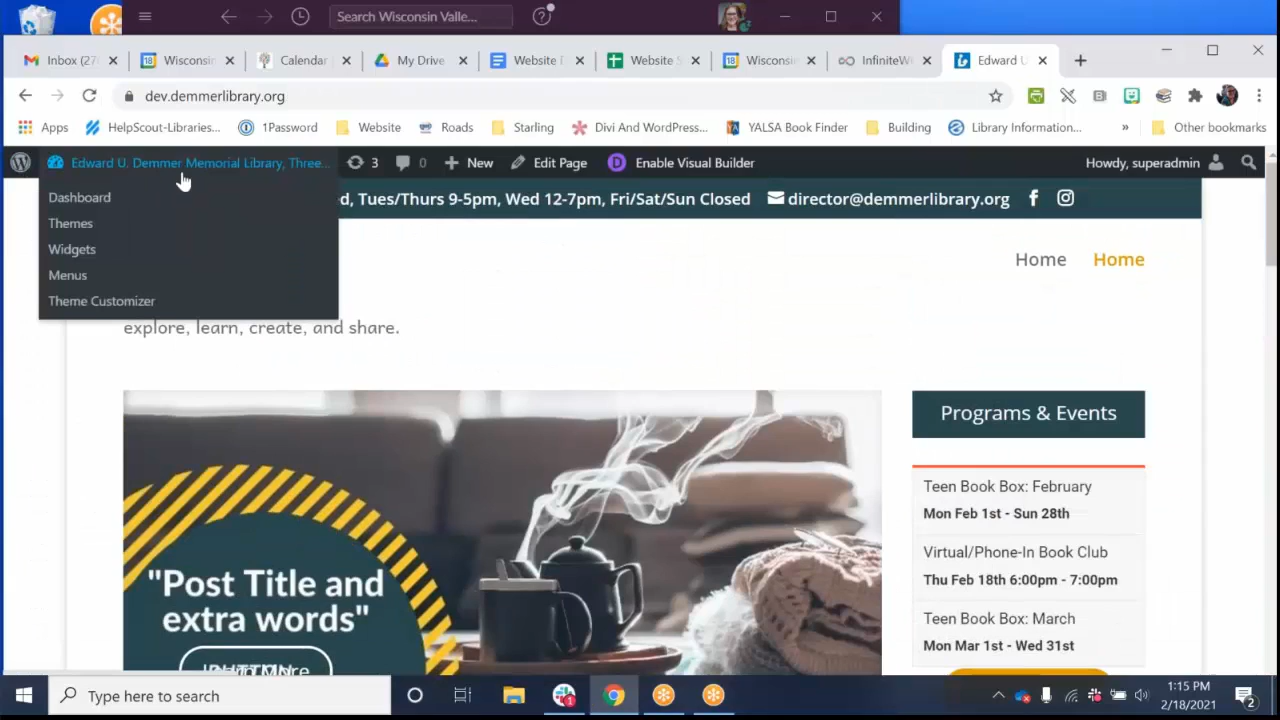 Search Wisconsin Valle...
Inbox (27
Wisconsin
Calendar
My Drive
Website
Website
Wisconsin
InfiniteW
Edward U
dev.demmerlibrary.org
Apps
HelpScout-Libraries...
1Password
Website
Roads
Starling
Divi And WordPress...
YALSA Book Finder
Building
Library Information...
»
Other bookmarks
Edward U. Demmer Memorial Library, Three...
3
0
New
Edit Page
D
Enable Visual Builder
Howdy, superadmin
Dashboard
Themes
Widgets
Menus
Theme Customizer
d, Tues/Thurs 9-5pm, Wed 12-7pm, Fri/Sat/Sun Closed
director@demmerlibrary.org
Home
Home
explore, learn, create, and share.
Programs & Events
Teen Book Box: February
Mon Feb 1st - Sun 28th
Virtual/Phone-In Book Club
Thu Feb 18th 6:00pm - 7:00pm
Teen Book Box: March
Mon Mar 1st - Wed 31st
"Post Title and
extra words"
Type here to search
1:15 PM
2/18/2021
2